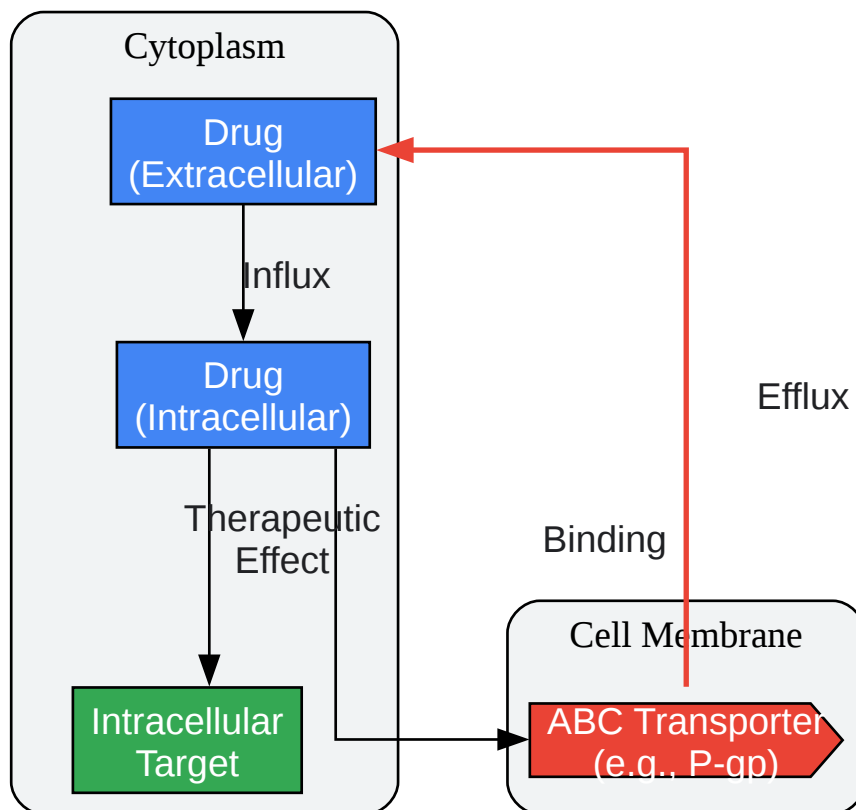 Cytoplasm
Drug
(Extracellular)
Influx
Drug
(Intracellular)
Efflux
Therapeutic
Effect
Binding
Cell Membrane
Intracellular
Target
ABC Transporter
(e.g., P-gp)